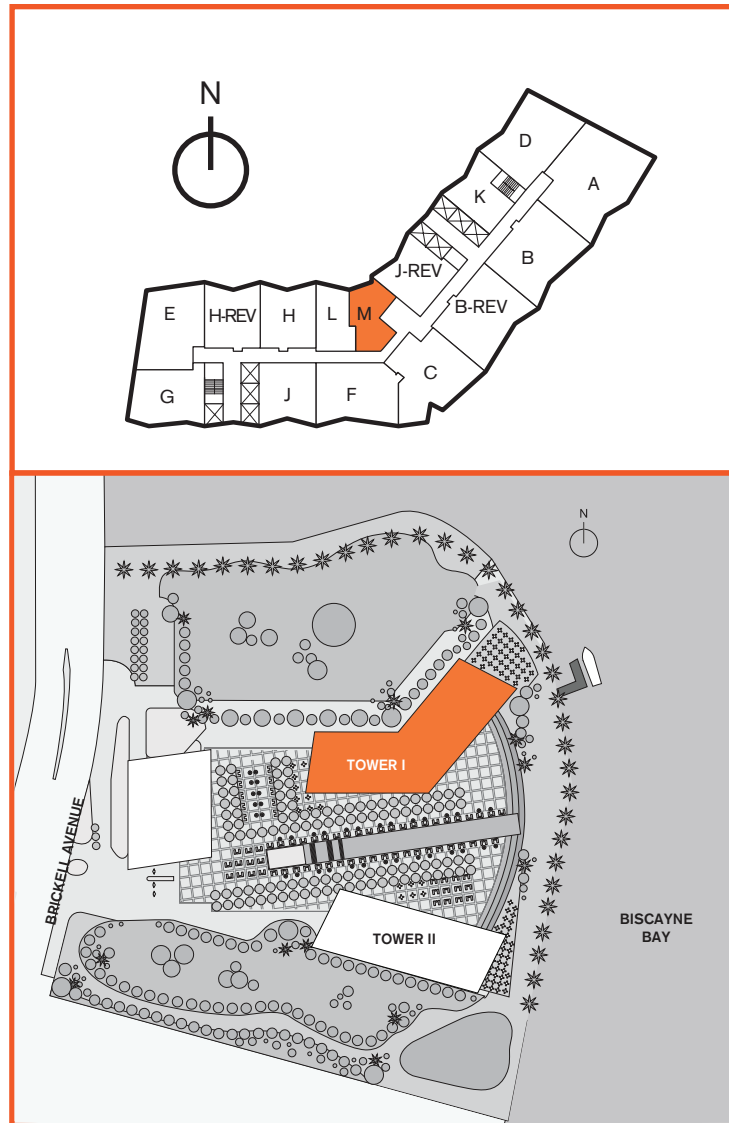 N
D
A
K
B
J-REV
B-REV
E
H-REV
H
L
M
C
G
J
F
N
TOWER I
BRICKELL AVENUE
TOWER II
BISCAYNE
BAY